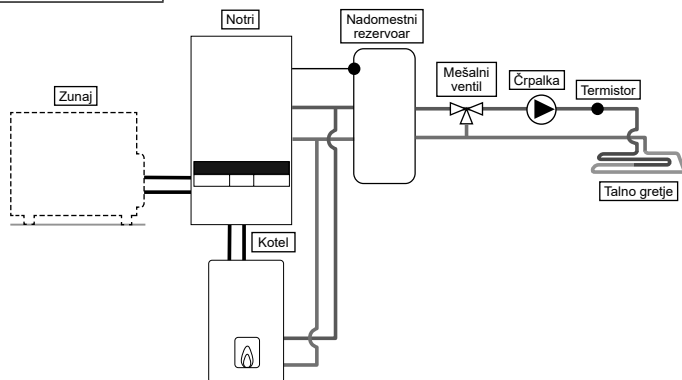 Notri
Nadomestni
rezervoar
Mešalni
ventil
Črpalka
Termistor
Zunaj
Talno gretje
Kotel